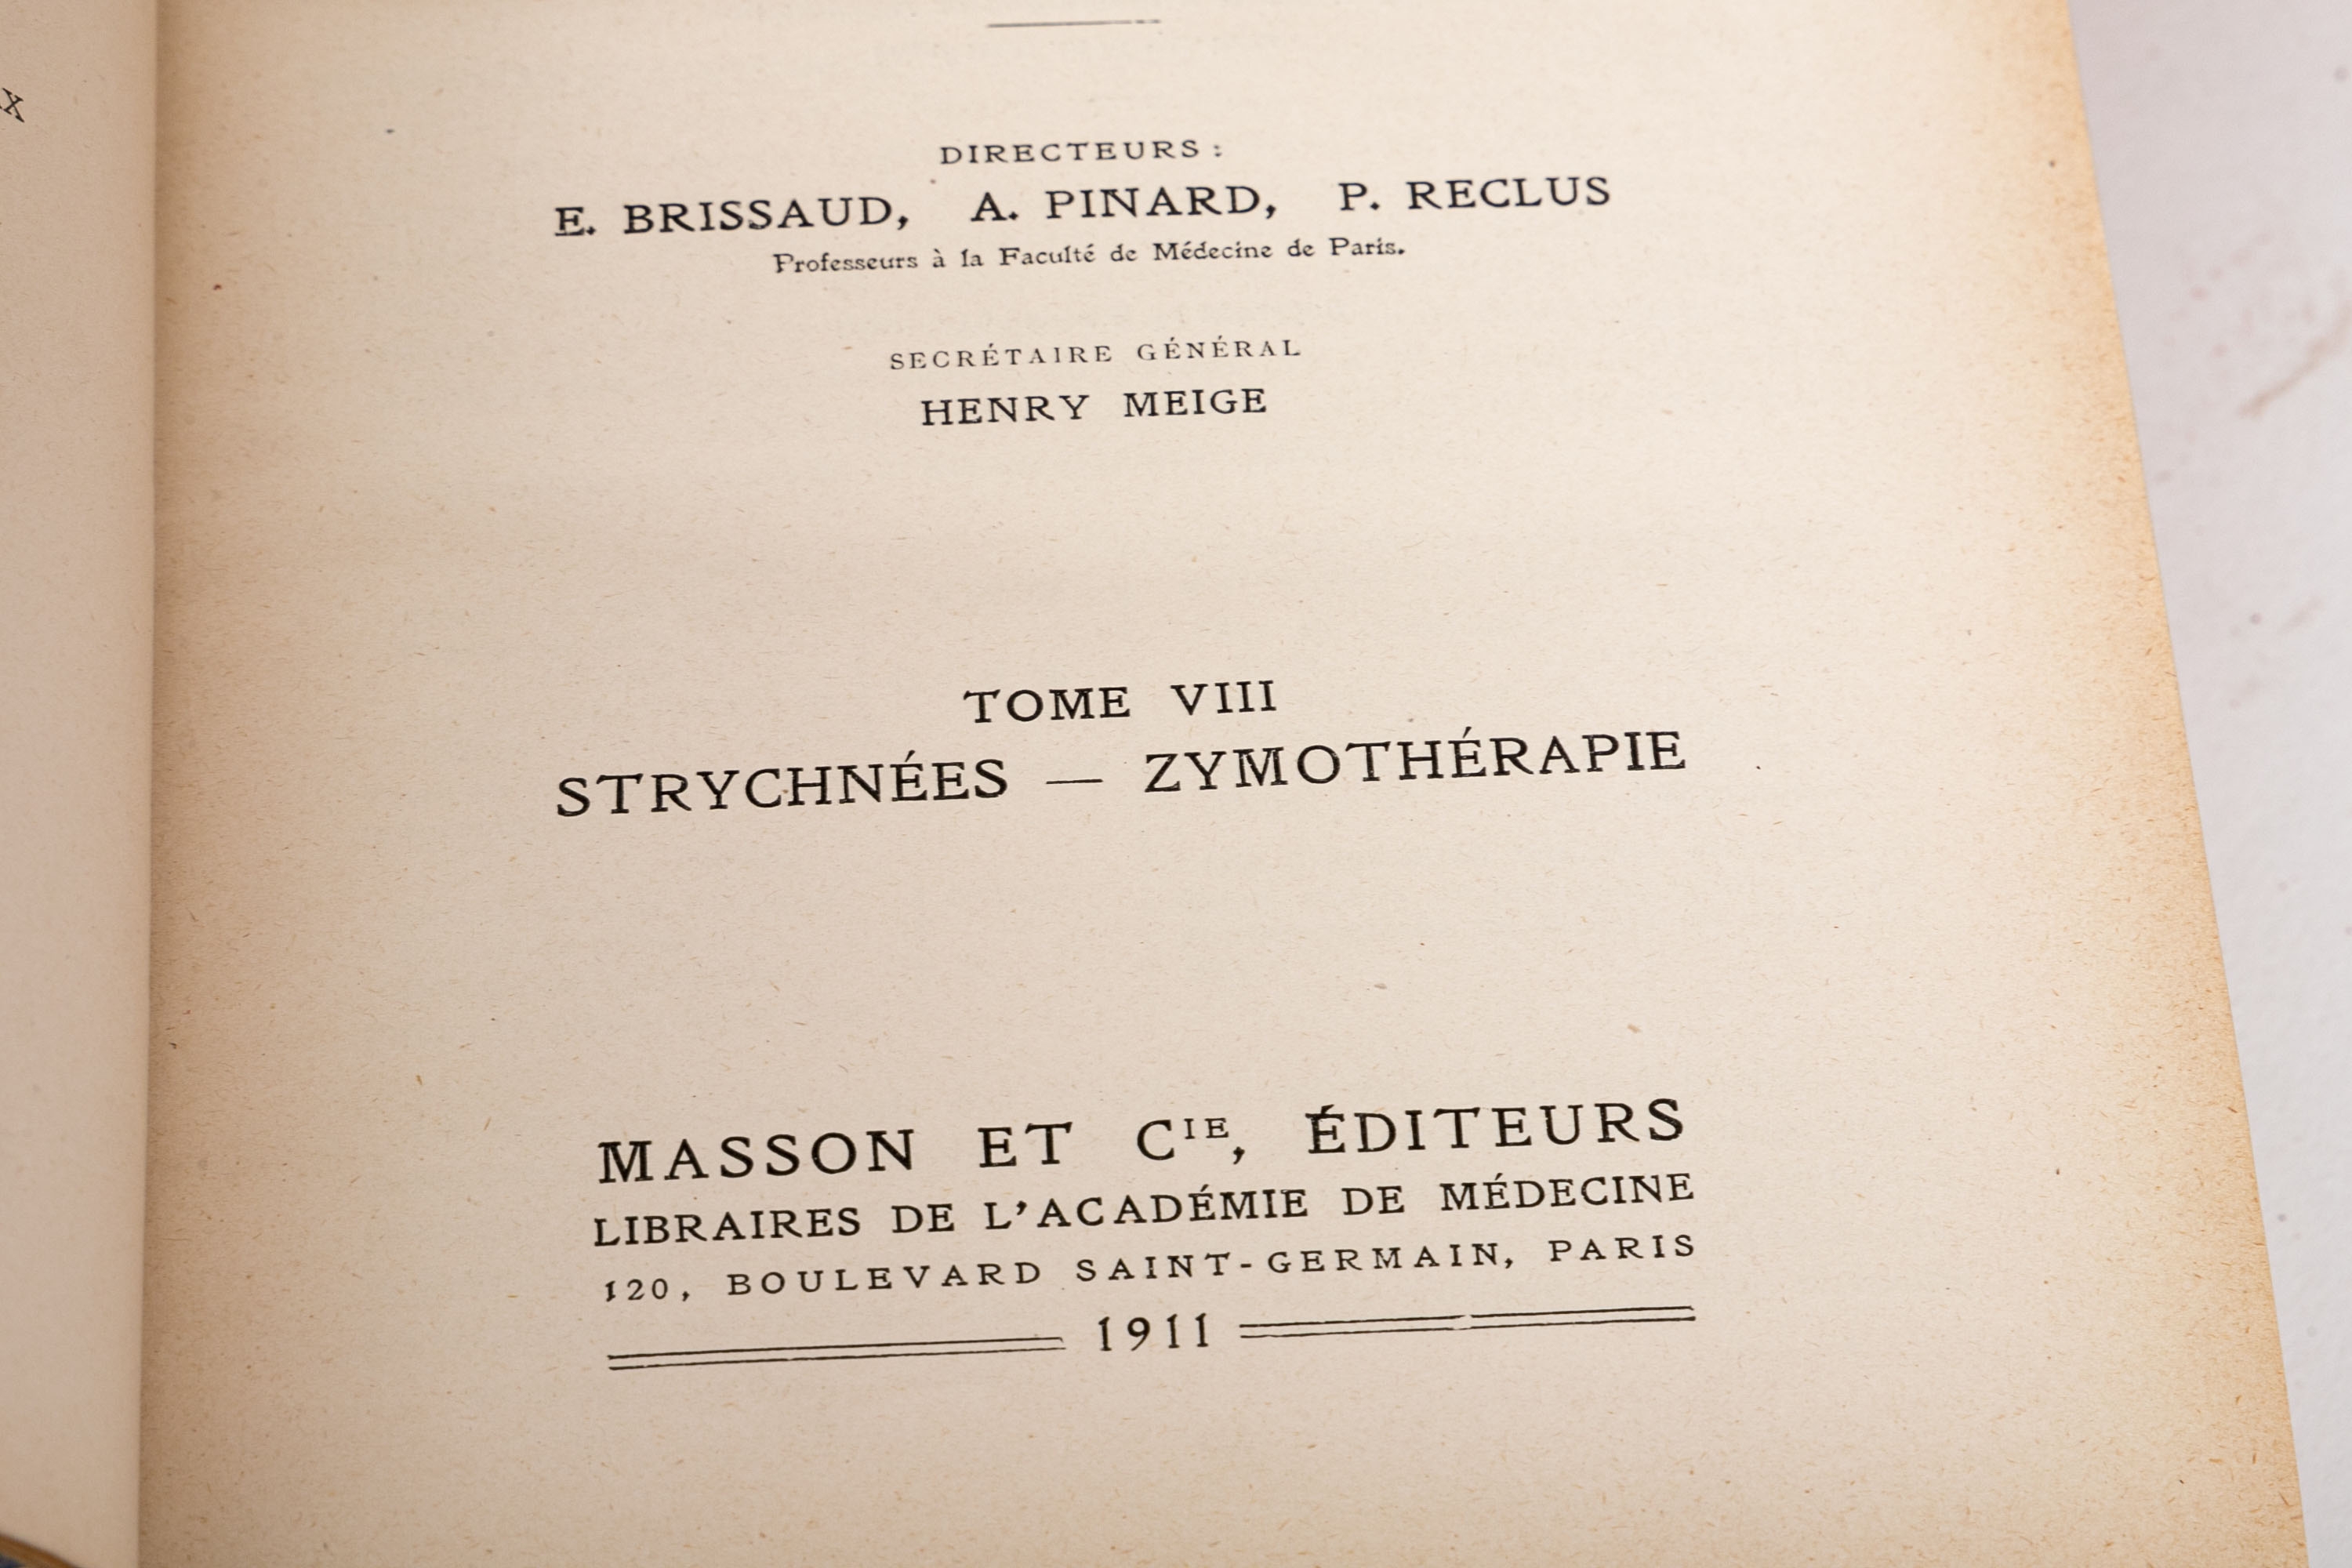 X
DIRECTEURS :
E. BRISSAUD, A. PINARD, P. RECLUS
Professeurs à la Faculté de Médecine de Paris.
SECRÉTAIRE GÉNÉRAL
HENRY MEIGE
TOME VIII
STRYCHNÉES — ZYMOTHÉRAPIE
MASSON ET CIE, ÉDITEURS
LIBRAIRES DE L'ACADÉMIE DE MÉDECINE
120, BOULEVARD SAINT-GERMAIN, PARIS
1911